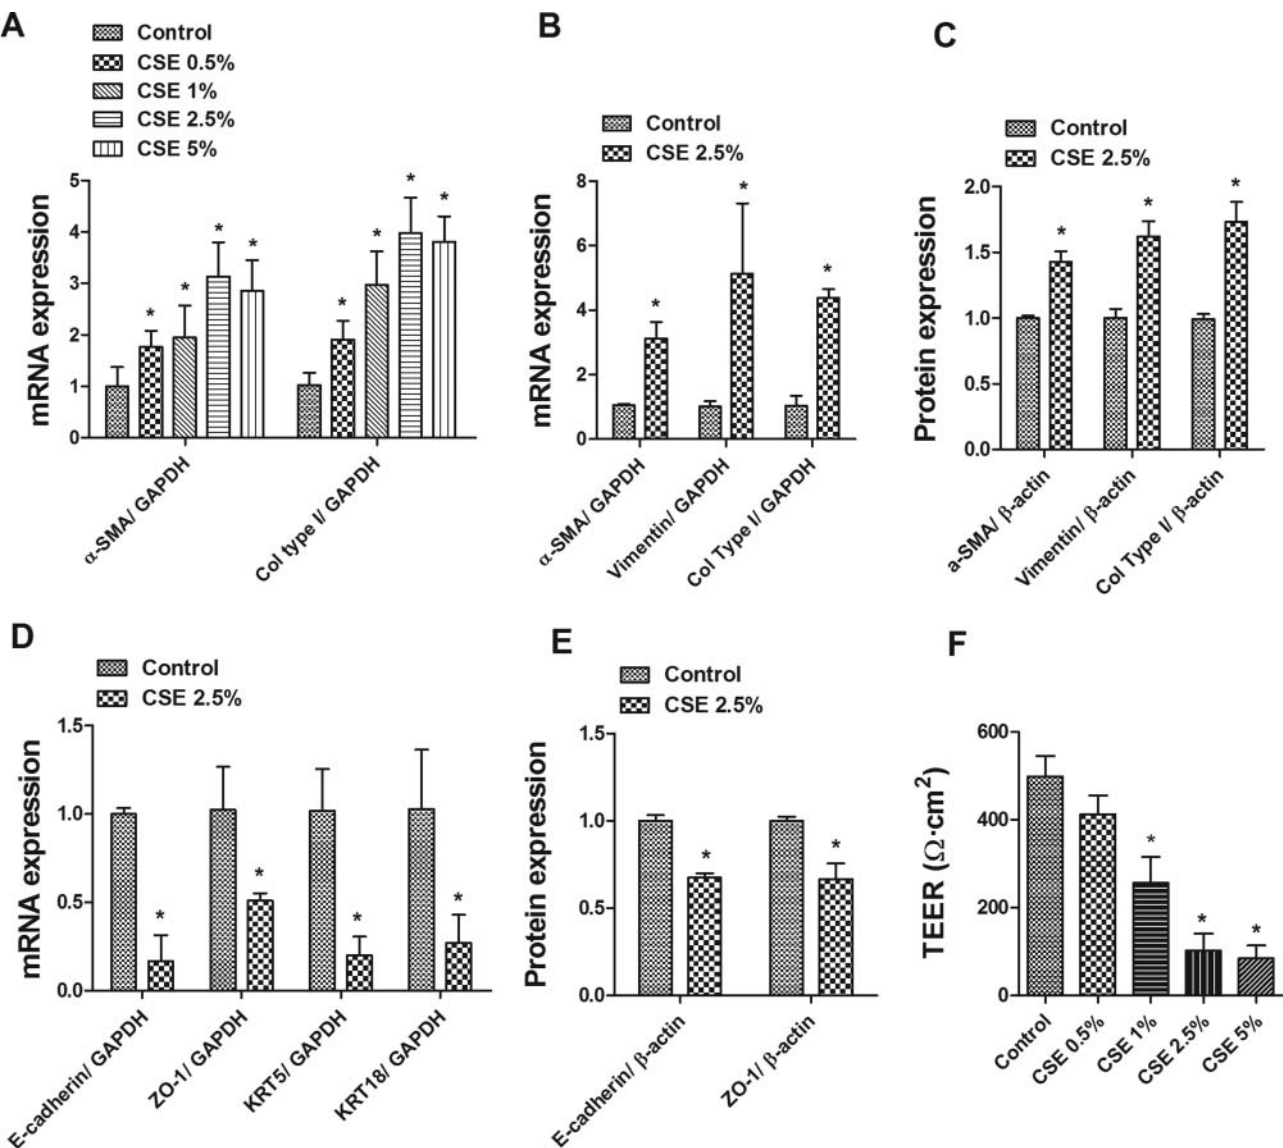 A
Control
CSE 0.5%
CSE 1%
CSE 2.5%
CSE 5%
mRNA expression
5
4
3
2
1
0
* * * * * * * *
α-SMA/ GAPDH
Col type I/ GAPDH
B
Control
CSE 2.5%
mRNA expression
8
6
4
2
0
* * *
α-SMA/ GAPDH
Vimentin/ GAPDH
Col Type I/ GAPDH
C
Control
CSE 2.5%
Protein expression
2.0
1.5
1.0
0.5
0.0
* * *
a-SMA/ β-actin
Vimentin/ β-actin
Col Type I/ β-actin
D
Control
CSE 2.5%
mRNA expression
1.5
1.0
0.5
0.0
* * * *
E-cadherin/ GAPDH
ZO-1/ GAPDH
KRT5/ GAPDH
KRT18/ GAPDH
E
Control
CSE 2.5%
Protein expression
1.5
1.0
0.5
0.0
* *
E-cadherin/ β-actin
ZO-1/ β-actin
F
TEER (Ω·cm²)
600
400
200
0
* * *
Control
CSE 0.5%
CSE 1%
CSE 2.5%
CSE 5%